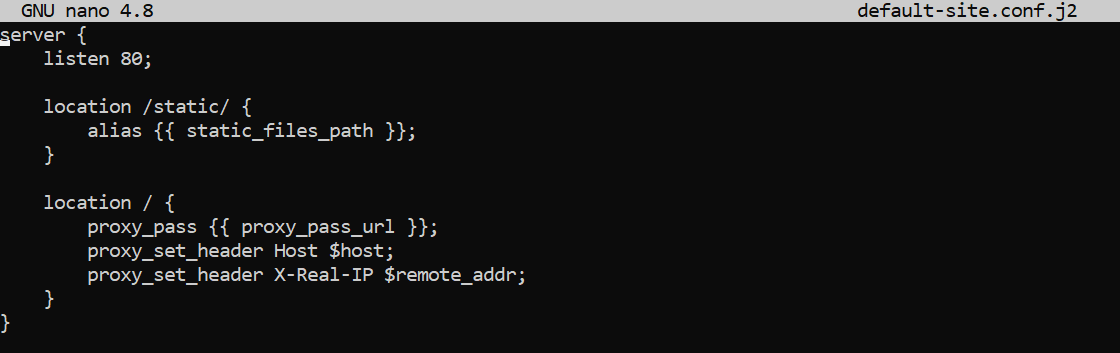 GNU nano 4.8 default-site.conf.j2
server {
    listen 80;

    location /static/ {
        alias {{ static_files_path }};
    }

    location / {
        proxy_pass {{ proxy_pass_url }};
        proxy_set_header Host $host;
        proxy_set_header X-Real-IP $remote_addr;
    }
}